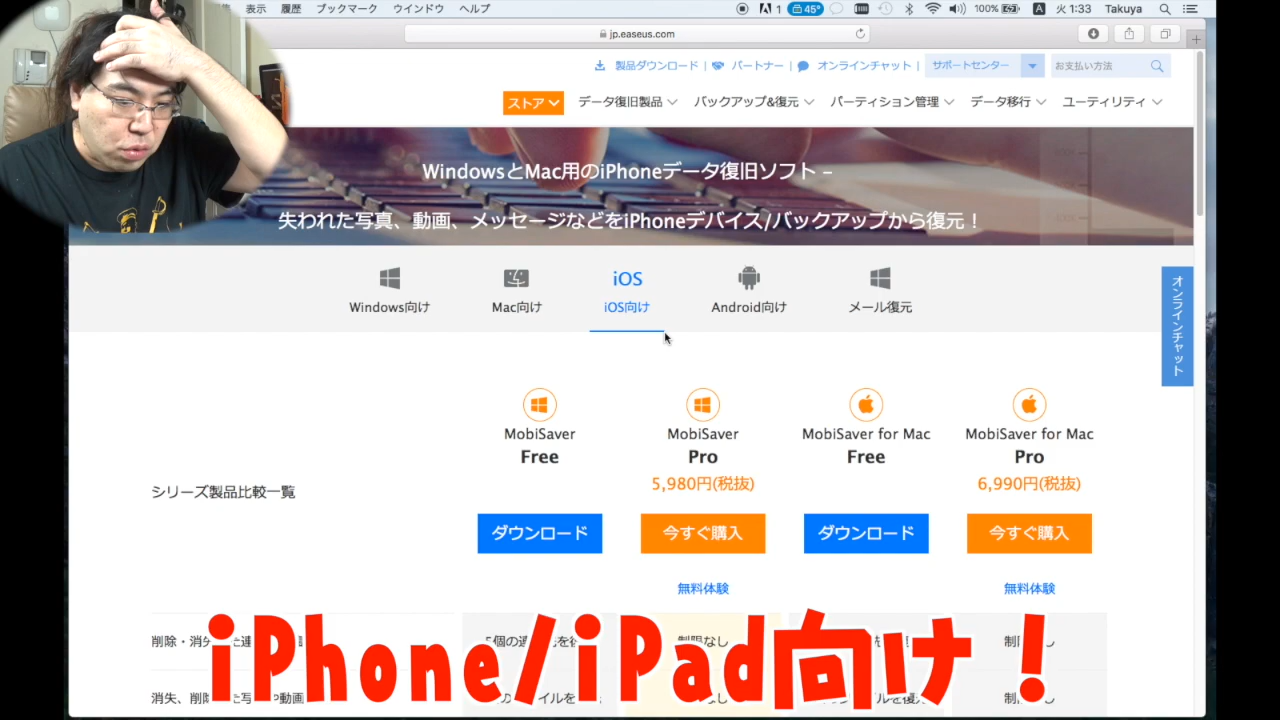 表示 履歴 ブックマーク ウインドウ ヘルプ 1 45° 100% A 火 1:33 Takuya
jp.easeus.com
製品ダウンロード | パートナー | オンラインチャット | サポートセンター お支払い方法
ストア データ復旧製品 バックアップ&復元 パーティション管理 データ移行 ユーティリティ
WindowsとMac用のiPhoneデータ復旧ソフト –
失われた写真、動画、メッセージなどをiPhoneデバイス/バックアップから復元!
iOS
Windows向け Mac向け iOS向け Android向け メール復元
オンラインチャット
MobiSaver MobiSaver MobiSaver for Mac MobiSaver for Mac
Free Pro Free Pro
5,980円(税抜) 6,990円(税抜)
シリーズ製品比較一覧
ダウンロード 今すぐ購入 ダウンロード 今すぐ購入
無料体験 無料体験
削除・消失
消失、削除
iPhone/iPad向け!